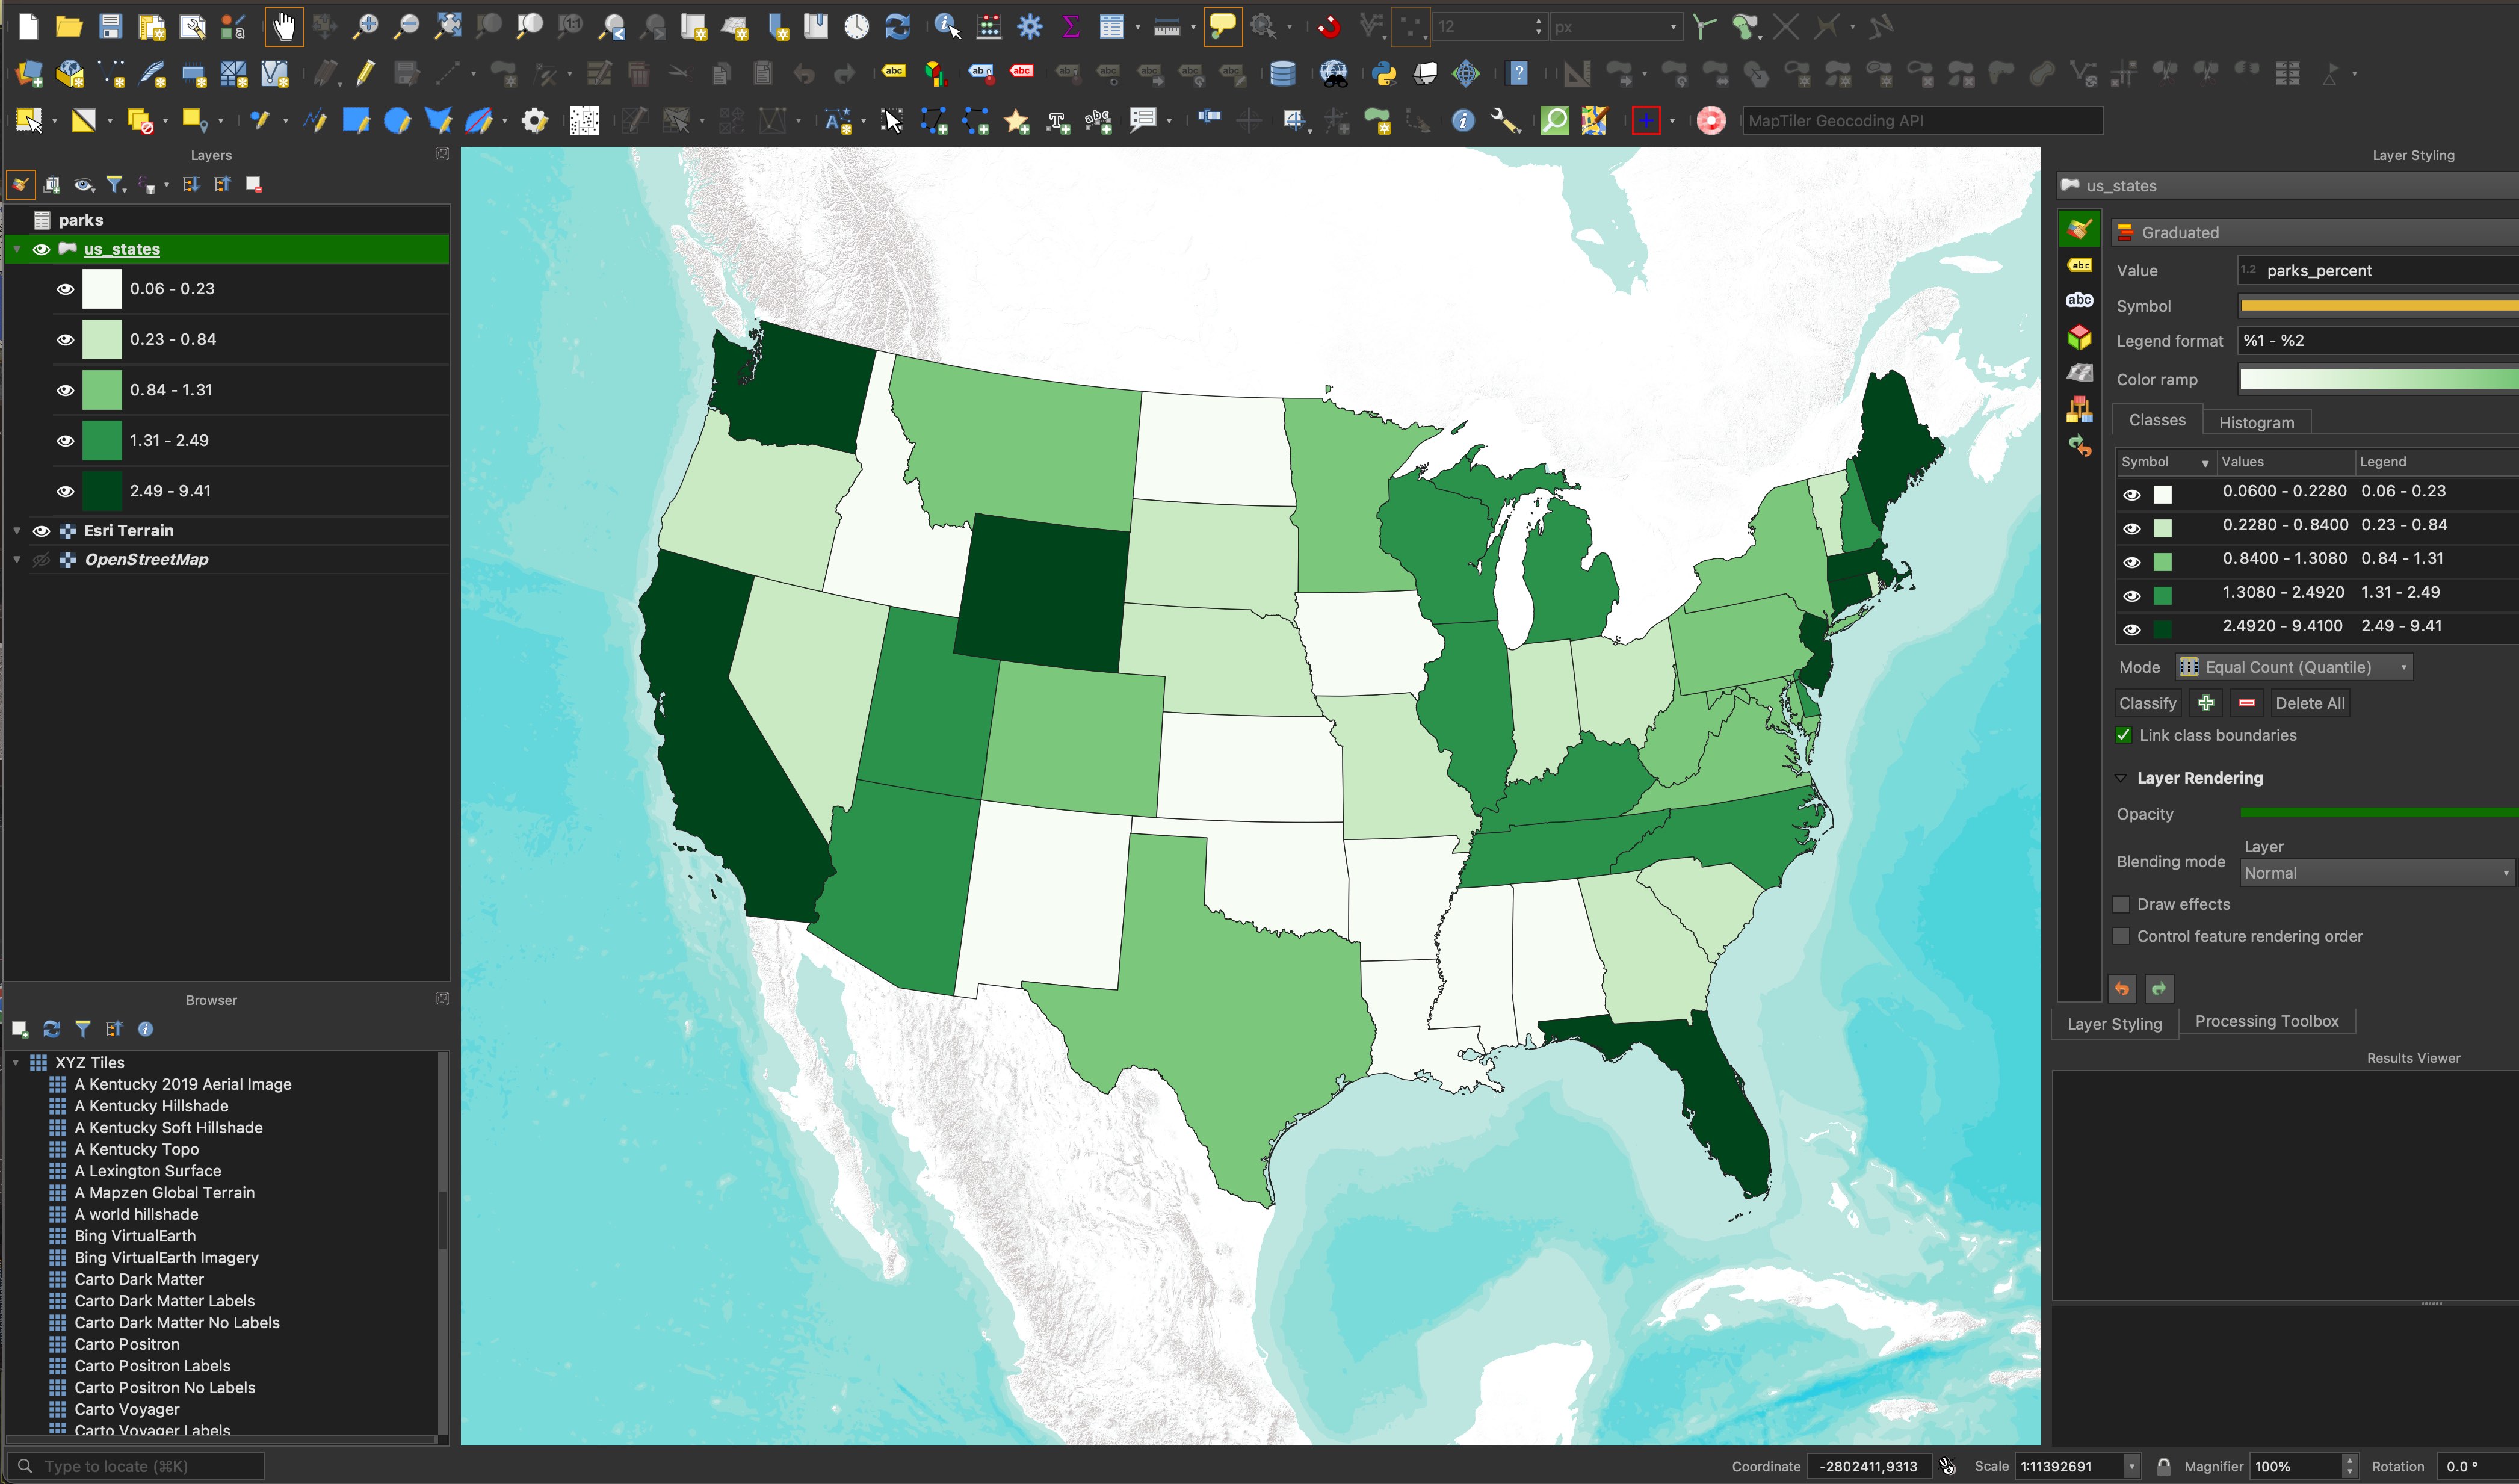 12
px
MapTiler Geocoding API
Layers
parks
us_states
0.06 - 0.23
0.23 - 0.84
0.84 - 1.31
1.31 - 2.49
2.49 - 9.41
Esri Terrain
OpenStreetMap
Browser
XYZ Tiles
A Kentucky 2019 Aerial Image
A Kentucky Hillshade
A Kentucky Soft Hillshade
A Kentucky Topo
A Lexington Surface
A Mapzen Global Terrain
A world hillshade
Bing VirtualEarth
Bing VirtualEarth Imagery
Carto Dark Matter
Carto Dark Matter Labels
Carto Dark Matter No Labels
Carto Positron
Carto Positron Labels
Carto Positron No Labels
Carto Voyager
Carto Voyager Labels
Type to locate (⌘K)
Layer Styling
us_states
Graduated
Value 1.2 parks_percent
Symbol
Legend format %1 - %2
Color ramp
Classes Histogram
Symbol Values Legend
0.0600 - 0.2280 0.06 - 0.23
0.2280 - 0.8400 0.23 - 0.84
0.8400 - 1.3080 0.84 - 1.31
1.3080 - 2.4920 1.31 - 2.49
2.4920 - 9.4100 2.49 - 9.41
Mode Equal Count (Quantile)
Classify Delete All
Link class boundaries
Layer Rendering
Opacity
Layer
Blending mode Normal
Draw effects
Control feature rendering order
Layer Styling Processing Toolbox
Results Viewer
Coordinate -2802411,9313 Scale 1:11392691 Magnifier 100% Rotation 0.0 °